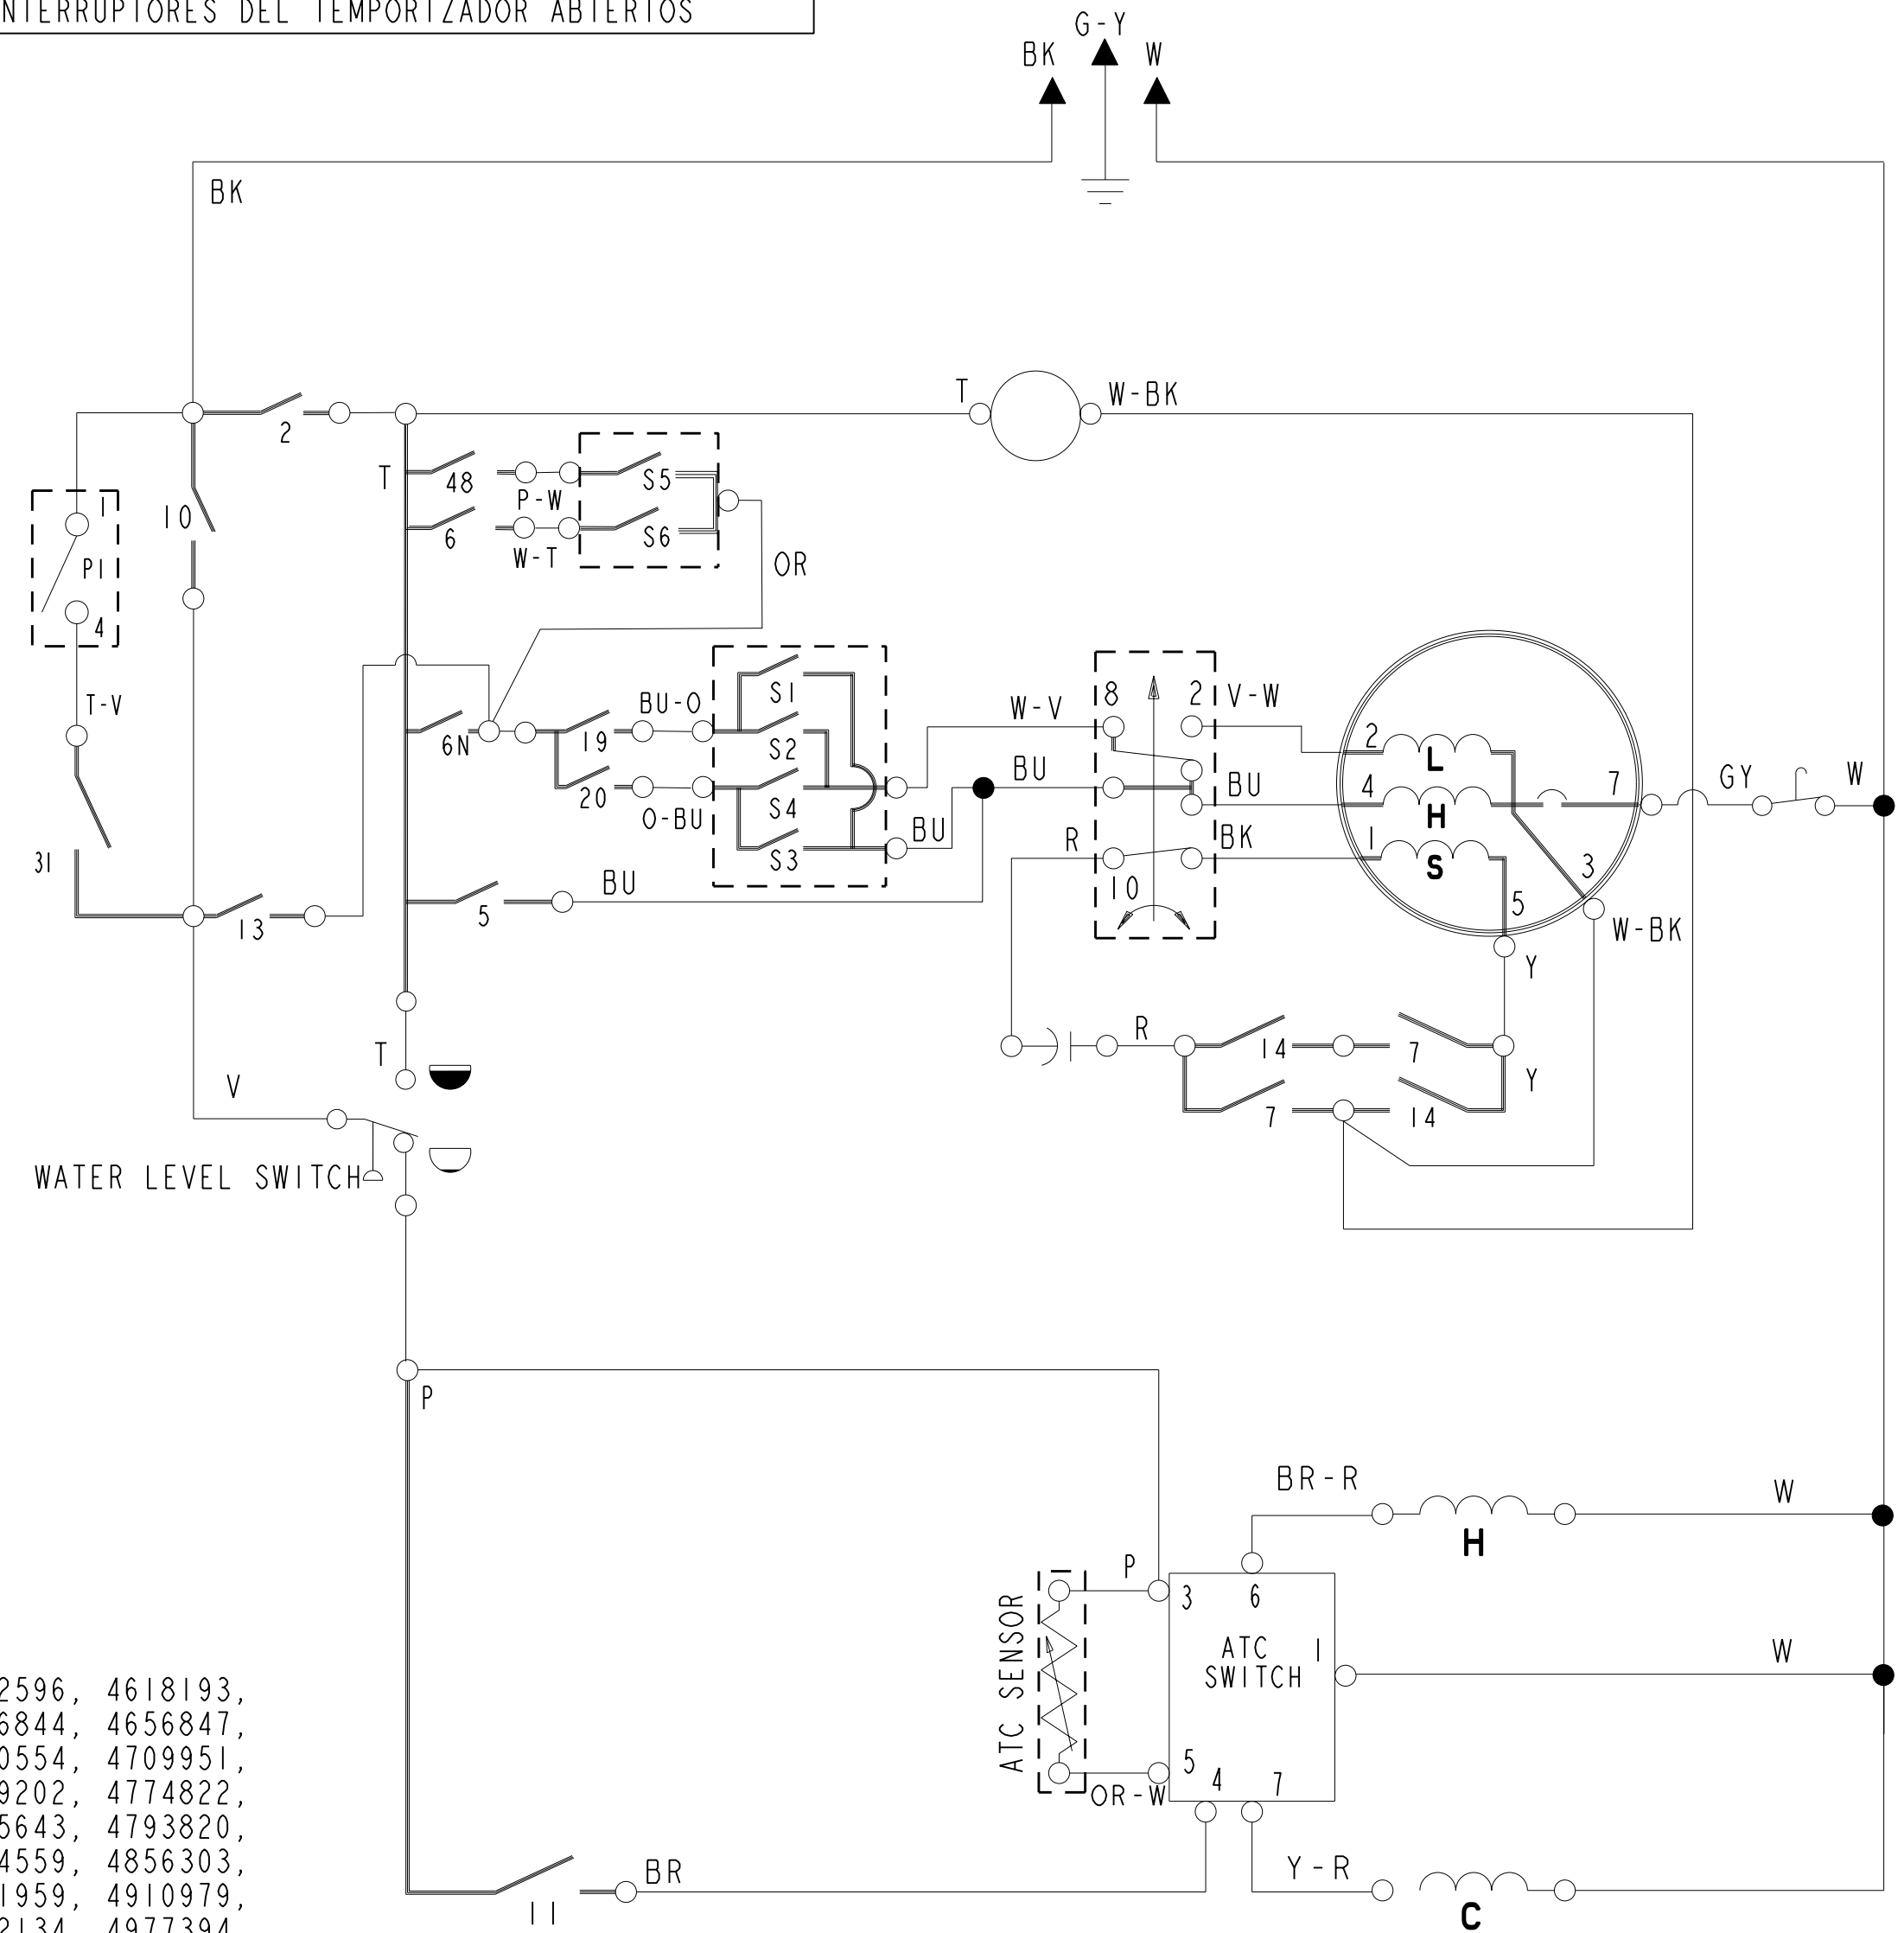 NTERRUPTORES DEL TEMPORIZADOR ABIERTOS
G-Y
BK W
BK
T W-BK
2
T 48 P-W S5
1
10
6 W-T S6
P1
OR
4
T-V
S1
BU-O
W-V 8 2 V-W
6N 19 S2
2 L 7
BU
GY W
20 O-BU S4
BU
4 H
BU
R BK 1 S 3
31
S3
BU
10
13
5
5 W-BK
Y
T
R
14 7
V
Y
7 14
WATER LEVEL SWITCH
P
BR-R W
H
P 3 6
ATC SENSOR
ATC SWITCH 1 W
2596, 4618193,
6844, 4656847,
0554, 4709951,
9202, 4774822,
5643, 4793820,
4559, 4856303,
1959, 4910979,
2134, 4977394
5 4 7
OR-W
BR Y-R
11
C